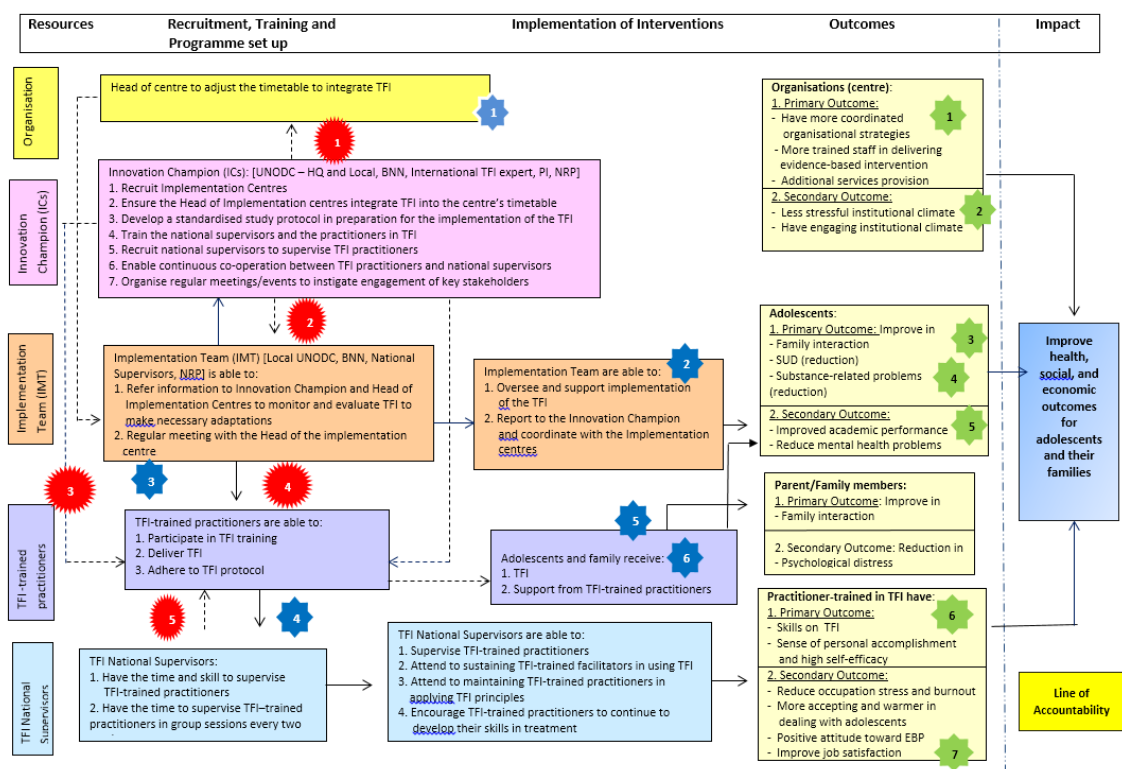 Resources
Recruitment, Training and
Programme set up
Implementation of Interventions
Outcomes
Impact
Organisation
Head of centre to adjust the timetable to integrate TFI
1
1
Innovation
Champion (ICs)
Innovation Champion (ICs): [UNODC – HQ and Local, BNN, International TFI expert, PI, NRP]
1. Recruit Implementation Centres
2 Ensure the Head of Implementation centres integrate TFI into the centre's timetable
3 Develop a standardised study protocol in preparation for the implementation of the TFI
4 Train the national supervisors and the practitioners in TFI
5 Recruit national supervisors to supervise TFI practitioners
6 Enable continuous co-operation between TFI practitioners and national supervisors
7 Organise regular meetings/events to instigate engagement of key stakeholders
2
Implementation
Team (IMT)
Implementation Team (IMT) [Local UNODC, BNN, National
Supervisors, NRP] is able to:
1. Refer information to Innovation Champion and Head of
Implementation Centres to monitor and evaluate TFI to
make necessary adaptations
2. Regular meeting with the Head of the implementation
centre
3
3
4
2
Implementation Team are able to:
1. Oversee and support implementation
of the TFI
2. Report to the Innovation Champion
and coordinate with the Implementation
centres
TFI -trained
practitioners
TFI-trained practitioners are able to:
1. Participate in TFI training
2. Deliver TFI
3. Adhere to TFI protocol
5
4
5
6
Adolescents and family receive:
1. TFI
2. Support from TFI-trained practitioners
TFI National
Supervisors
TFI National Supervisors:
1. Have the time and skill to supervise
TFI-trained practitioners
2. Have the time to supervise TFI–trained
practitioners in group sessions every two
TFI National Supervisors are able to:
1. Supervise TFI-trained practitioners
2. Attend to sustaining TFI-trained facilitators in using TFI
3. Attend to maintaining TFI-trained practitioners in
applying TFI principles
4. Encourage TFI-trained practitioners to continue to
develop their skills in treatment
Organisations (centre):
1. Primary Outcome:
- Have more coordinated
organisational strategies
- More trained staff in delivering
evidence-based intervention
- Additional services provision
1
2. Secondary Outcome:
- Less stressful institutional climate
- Have engaging institutional climate
2
Adolescents:
1. Primary Outcome: Improve in
- Family interaction
- SUD (reduction)
- Substance-related problems
(reduction)
3
4
2. Secondary Outcome:
- Improved academic performance
- Reduce mental health problems
5
Parent/Family members:
1. Primary Outcome: Improve in
- Family interaction
2. Secondary Outcome: Reduction in
- Psychological distress
Practitioner-trained in TFI have:
1. Primary Outcome:
- Skills on TFI
- Sense of personal accomplishment
and high self-efficacy
6
2. Secondary Outcome:
- Reduce occupation stress and burnout
- More accepting and warmer in
dealing with adolescents
- Positive attitude toward EBP
- Improve job satisfaction
7
Improve
health,
social, and
economic
outcomes
for
adolescents
and their
families
Line of
Accountability